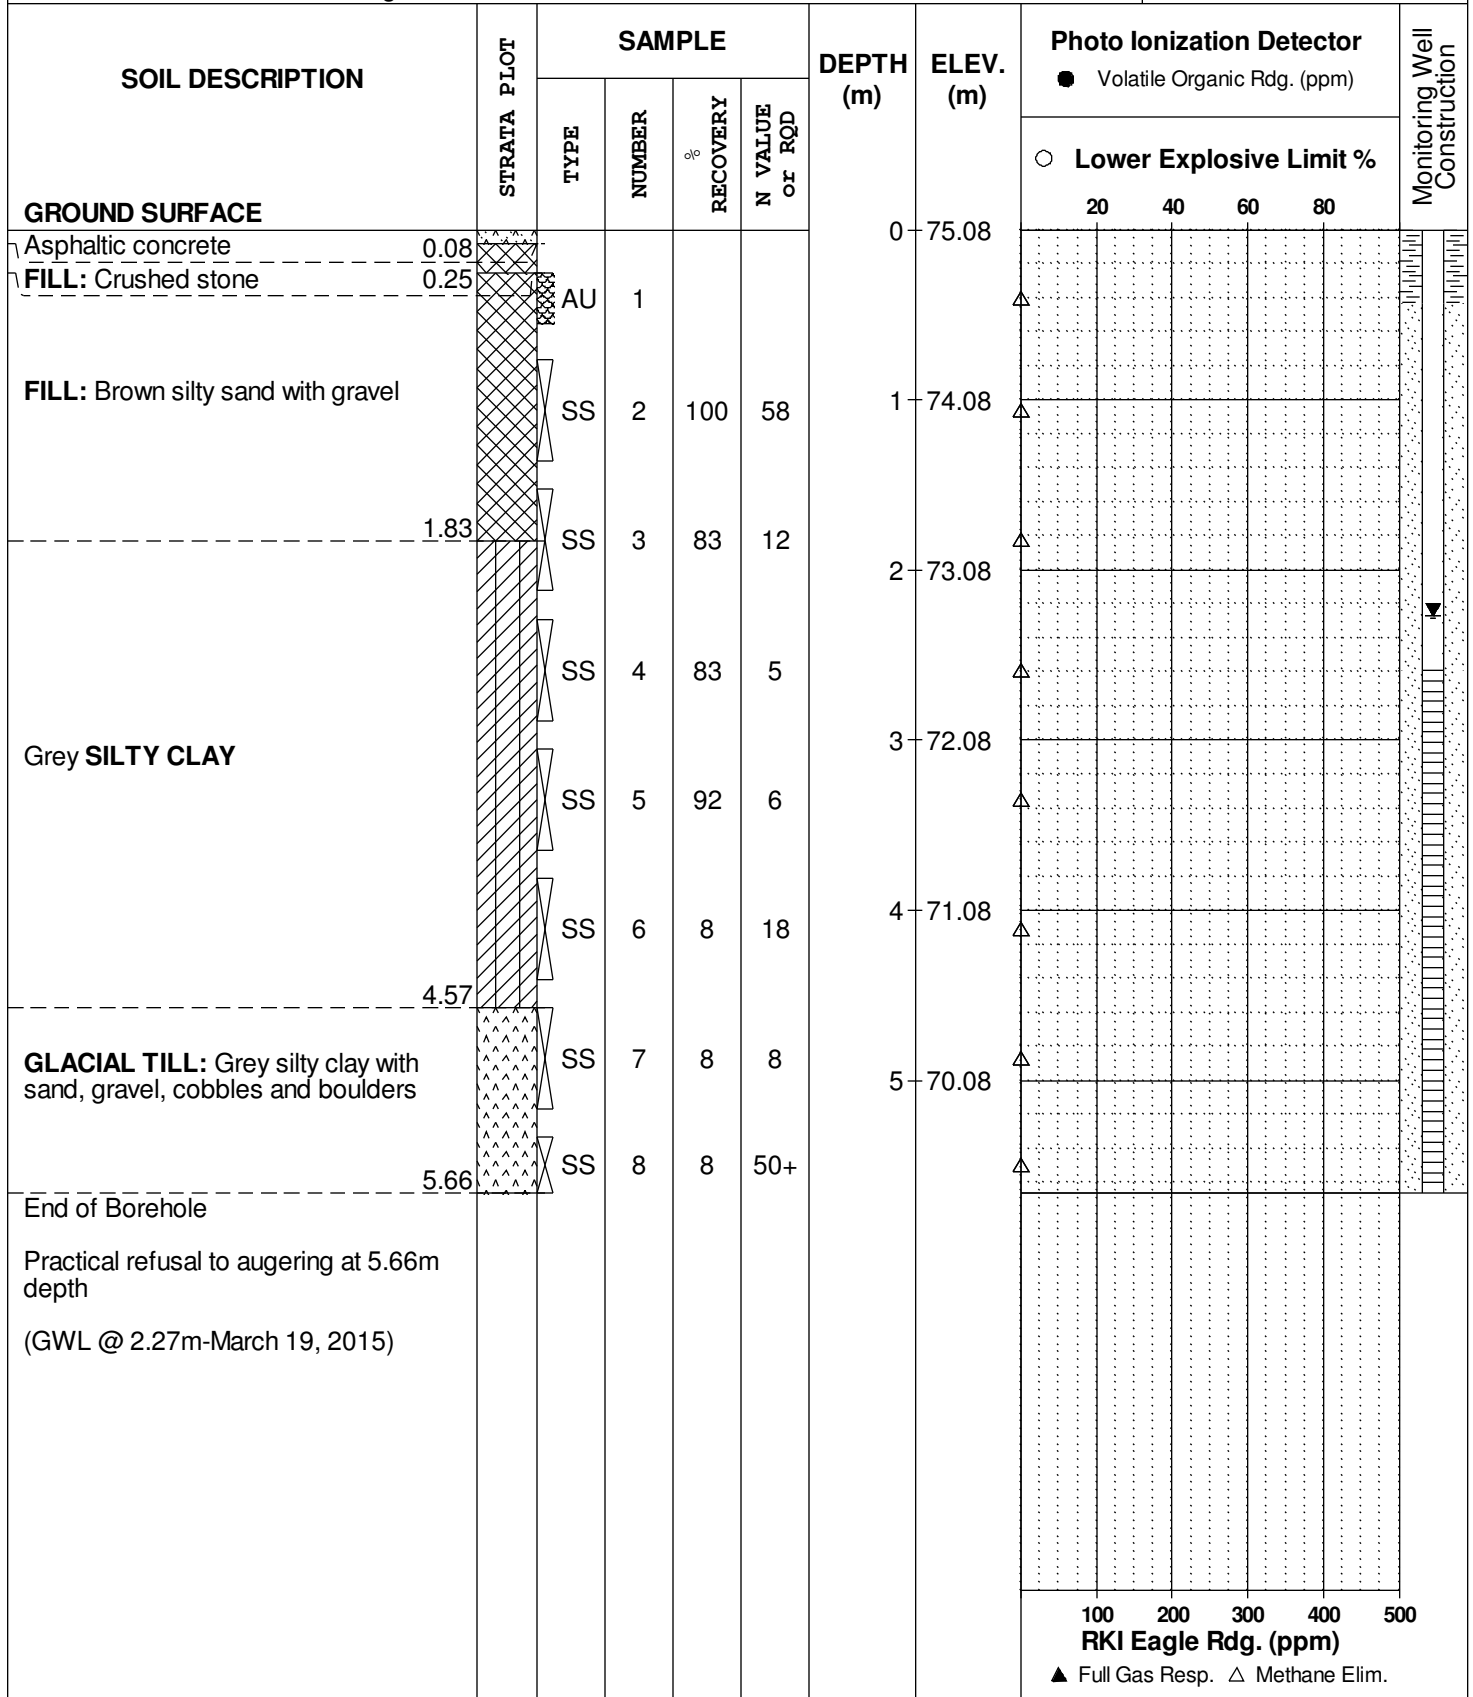 SOIL DESCRIPTION
STRATA PLOT
SAMPLE
TYPE
NUMBER
% RECOVERY
N VALUE or RQD
DEPTH (m)
ELEV. (m)
Photo Ionization Detector
● Volatile Organic Rdg. (ppm)
○ Lower Explosive Limit %
20 40 60 80
Monitoring Well Construction
GROUND SURFACE
0 75.08
Asphaltic concrete 0.08
FILL: Crushed stone 0.25
AU 1
FILL: Brown silty sand with gravel
1 74.08
SS 2 100 58
1.83
SS 3 83 12
2 73.08
SS 4 83 5
3 72.08
Grey SILTY CLAY
SS 5 92 6
4 71.08
SS 6 8 18
4.57
GLACIAL TILL: Grey silty clay with
sand, gravel, cobbles and boulders
SS 7 8 8
5 70.08
SS 8 8 50+
5.66
End of Borehole
Practical refusal to augering at 5.66m
depth
(GWL @ 2.27m-March 19, 2015)
100 200 300 400 500
RKI Eagle Rdg. (ppm)
▲ Full Gas Resp. △ Methane Elim.